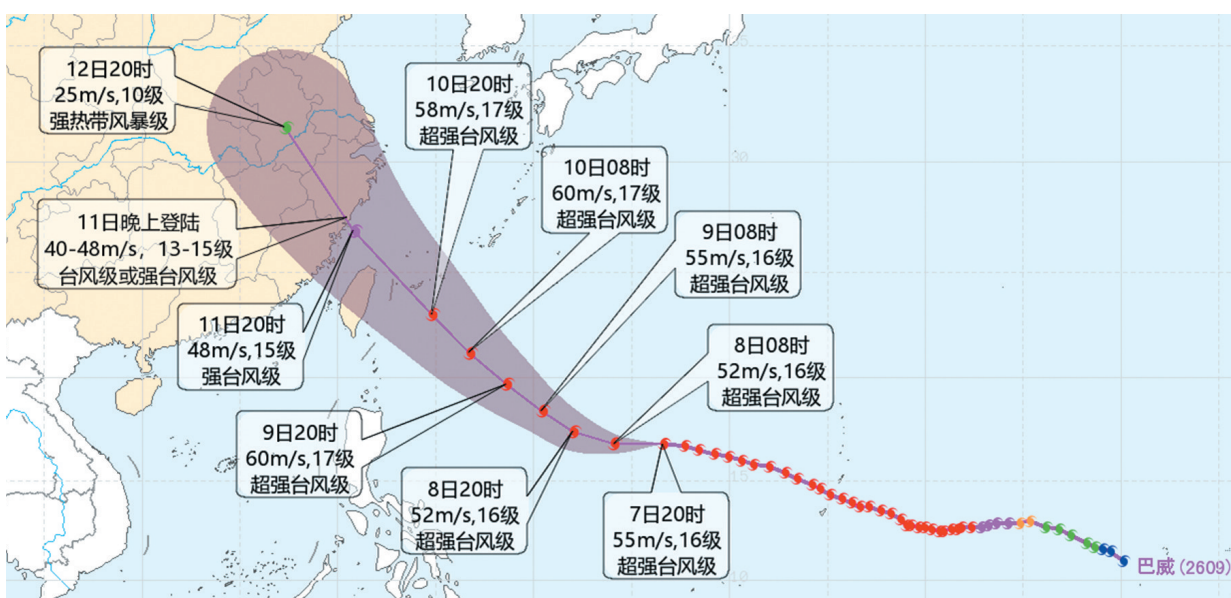 12日20时
25m/s,10级
强热带风暴级
10日20时
58m/s,17级
超强台风级
10日08时
60m/s,17级
超强台风级
11日晚上登陆
40-48m/s，13-15级
台风级或强台风级
9日08时
55m/s,16级
超强台风级
11日20时
48m/s,15级
强台风级
8日08时
52m/s,16级
超强台风级
9日20时
60m/s,17级
超强台风级
8日20时
52m/s,16级
超强台风级
7日20时
55m/s,16级
超强台风级
30
15
10
巴威(2609)